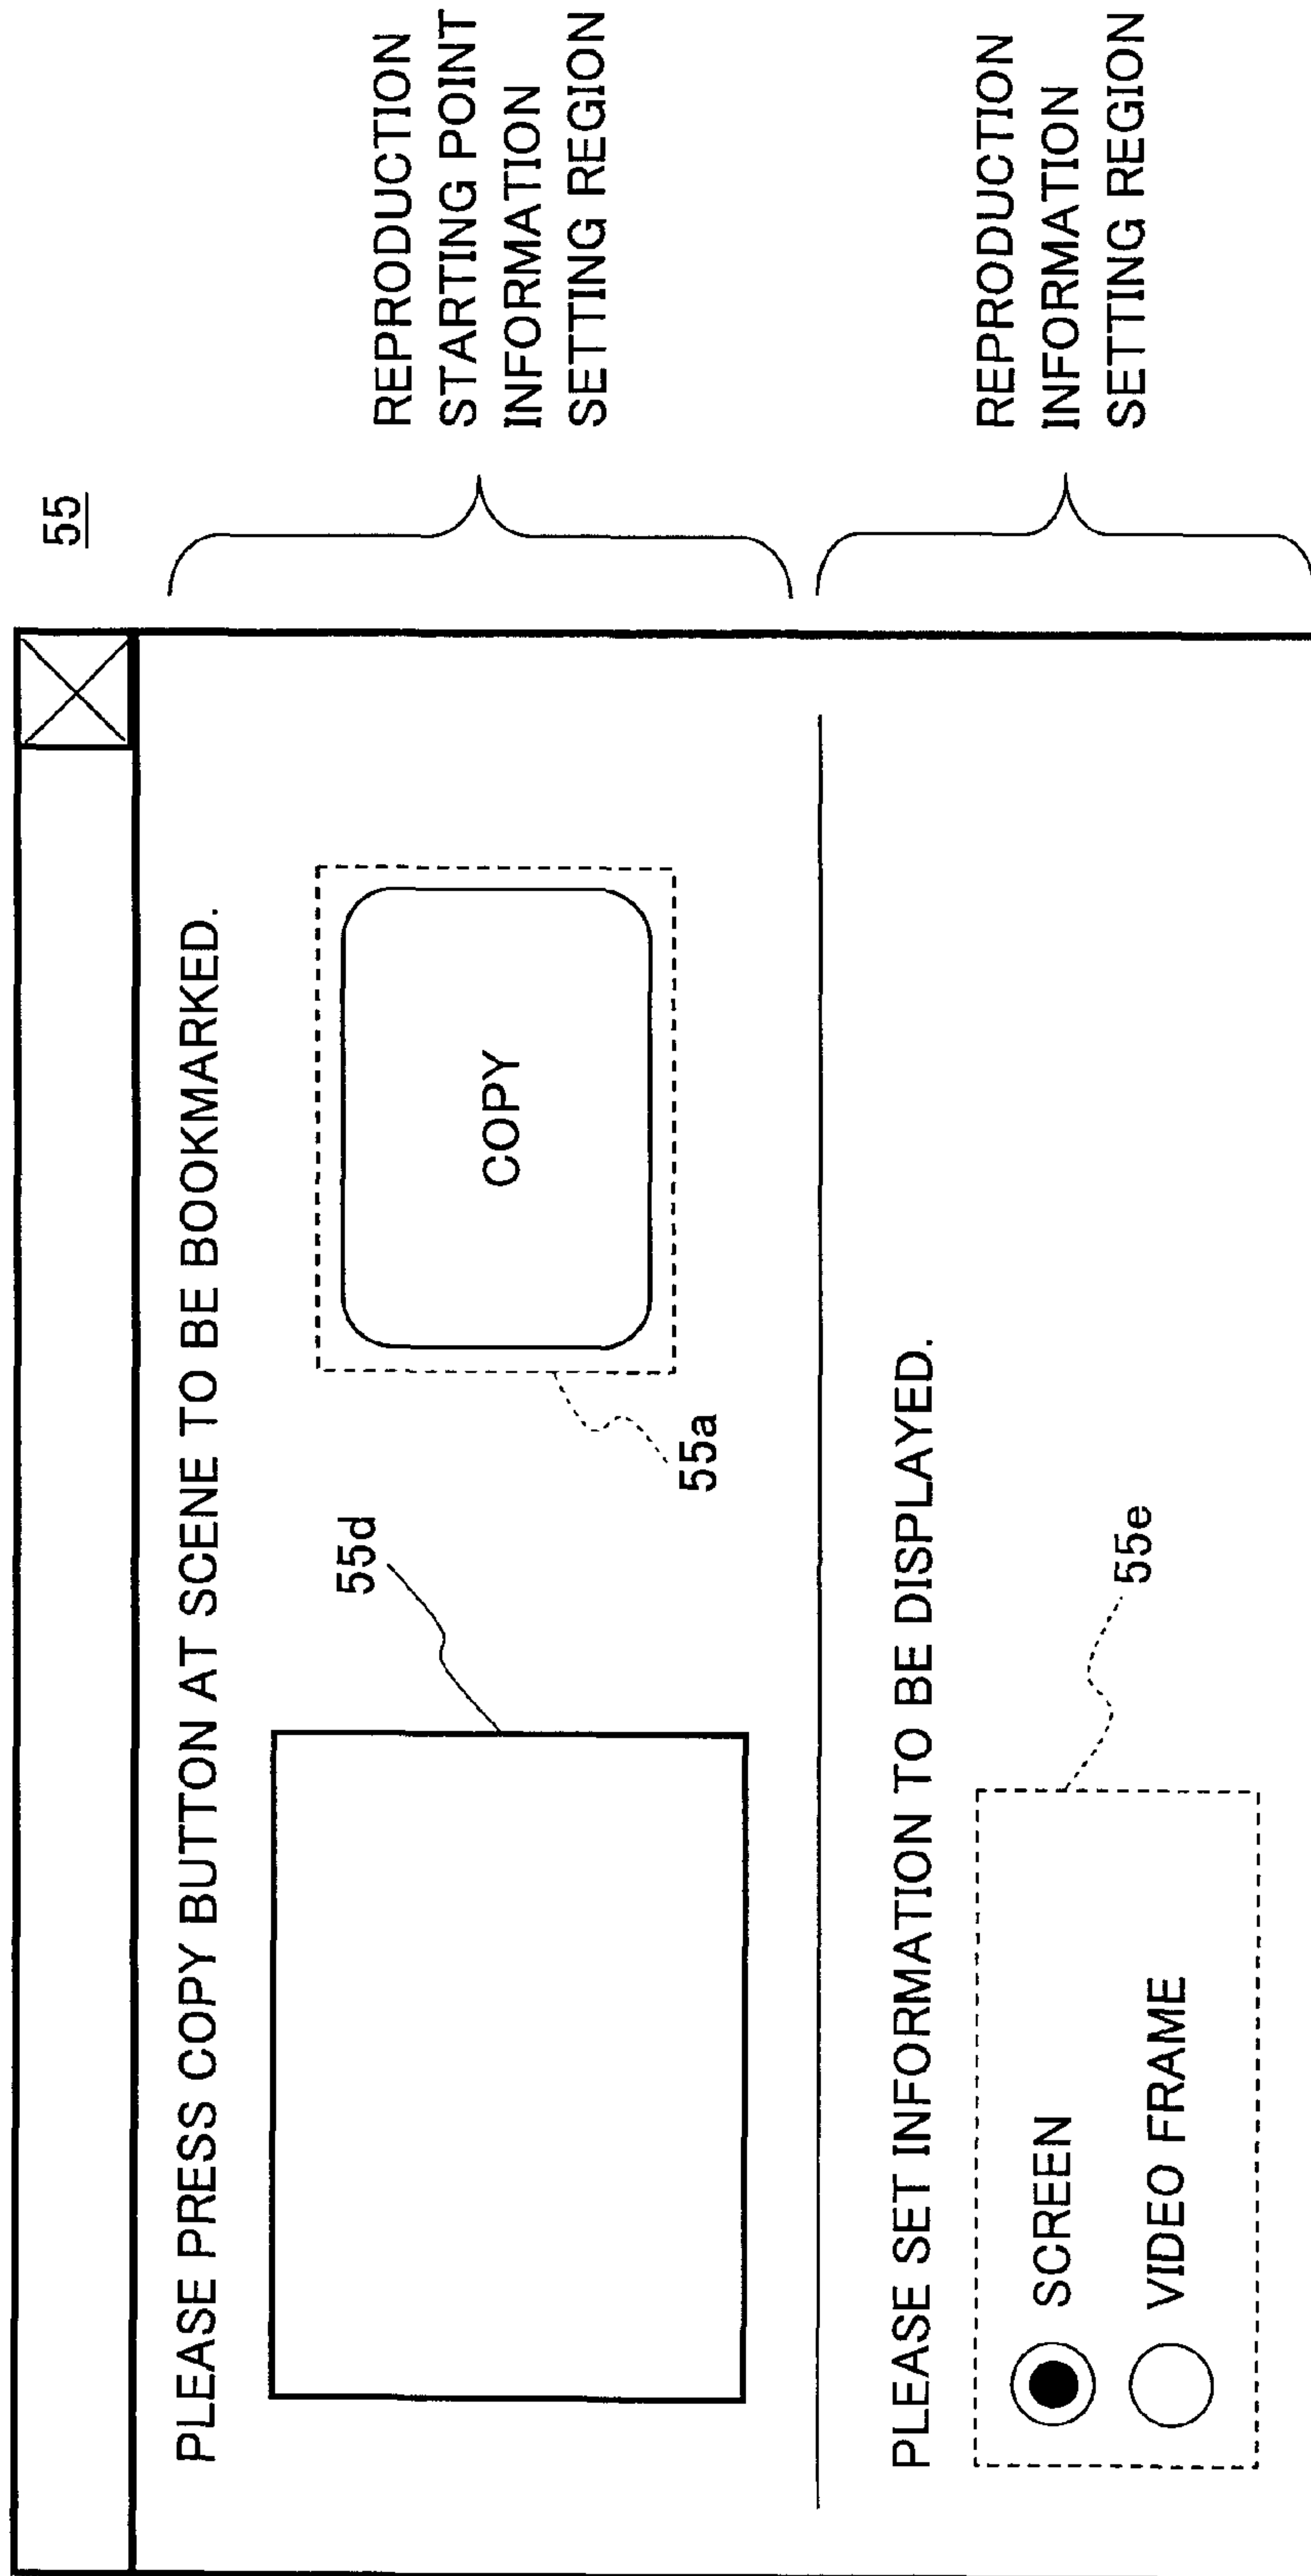 55
PLEASE PRESS COPY BUTTON AT SCENE TO BE BOOKMARKED.
55d
COPY
55a
REPRODUCTION
STARTING POINT
INFORMATION
SETTING REGION
PLEASE SET INFORMATION TO BE DISPLAYED.
SCREEN
VIDEO FRAME
55e
REPRODUCTION
INFORMATION
SETTING REGION